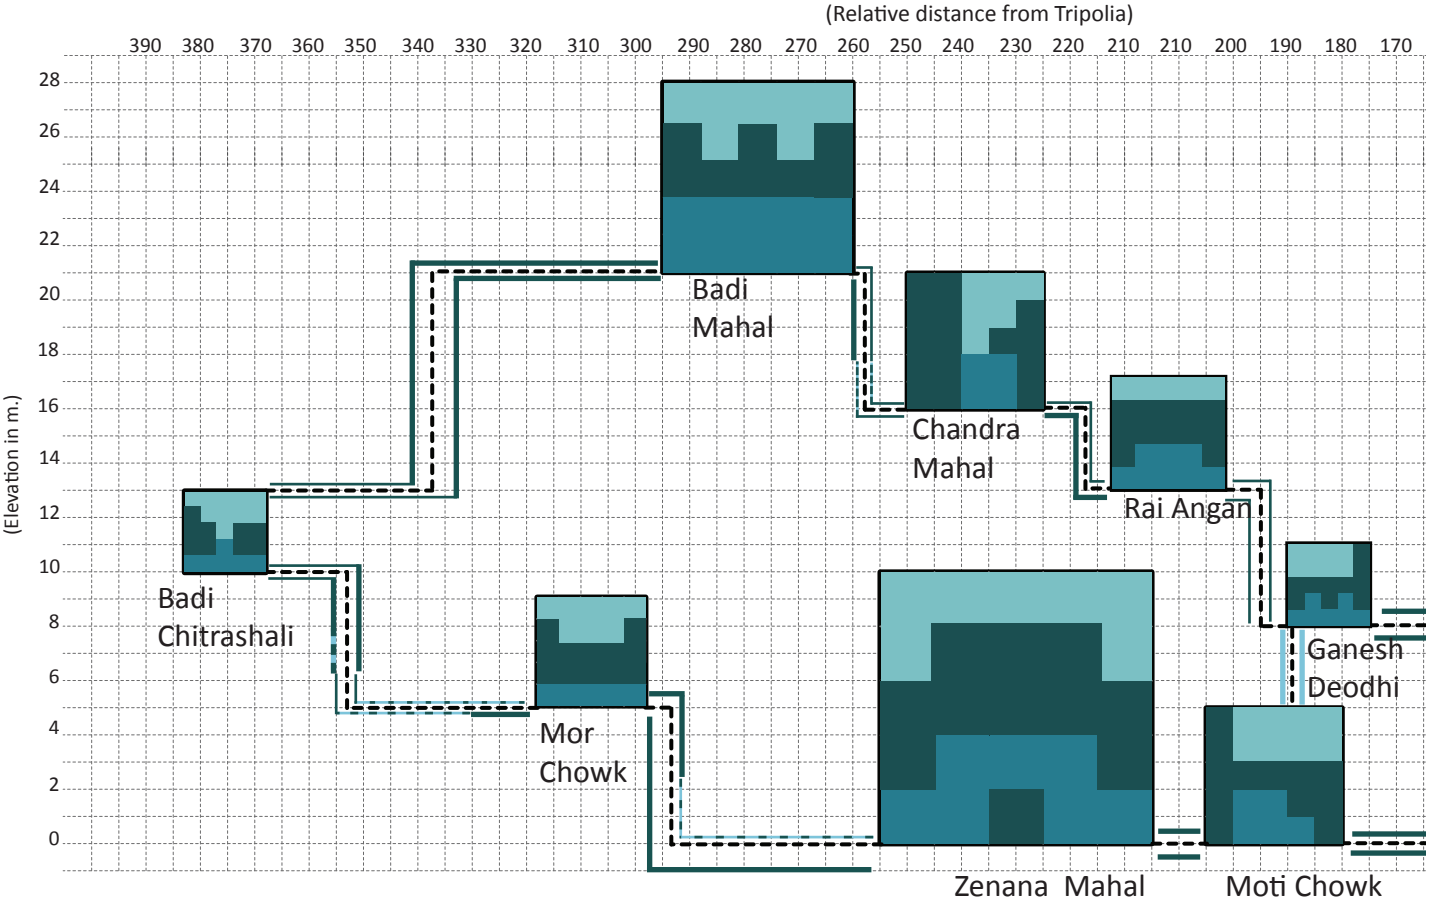 (Relative distance from Tripolia)
390 380 370 360 350 340 330 320 310 300 290 280 270 260 250 240 230 220 210 210 200 190 180 170
28
26
24
22
20
18
16
14
12
10
8
6
4
2
0
(Elevation in m.)
Badi
Mahal
Chandra
Mahal
Rai Angan
Badi
Chitrashali
Ganesh
Deodhi
Mor
Chowk
Zenana Mahal
Moti Chowk